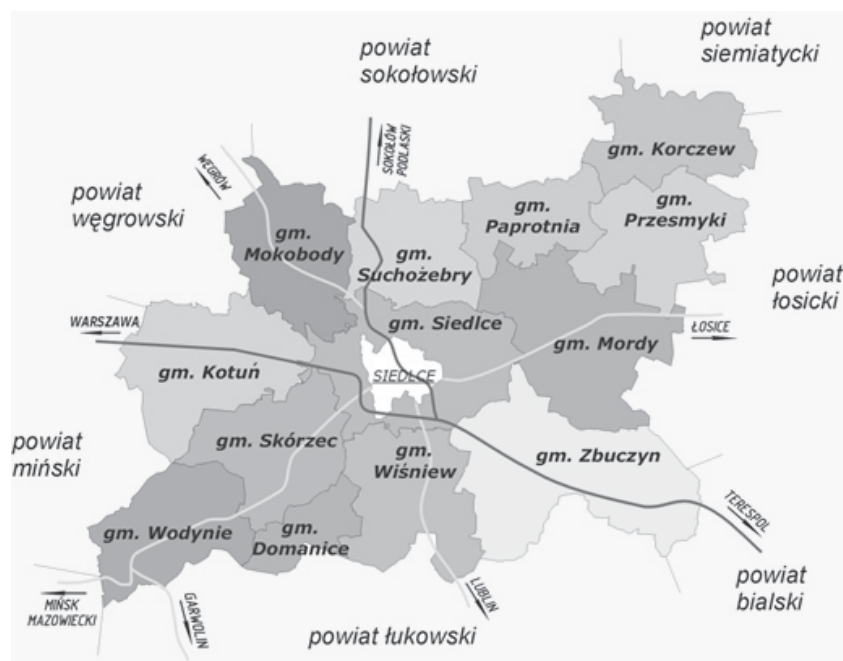 powiat
siemiatycki
powiat
sokołowski
SOKOŁÓW
PODLASKI
WĘGRÓW
gm. Korczew
powiat
węgrowski
gm.
Paprotnia
gm.
Przesmyki
gm.
Mokobody
gm.
Suchożebry
powiat
łosicki
WARSZAWA
gm. Siedlce
ŁOSICE
gm. Mordy
gm. Kotuń
SIEDLCE
powiat
miński
gm. Skórzec
gm.
Wiśniew
gm. Zbuczyn
TERESPOL
gm. Wodynie
gm.
Domanice
powiat
bialski
MIŃSK
MAZOWIECKI
GARWOLIN
LUBLIN
powiat łukowski